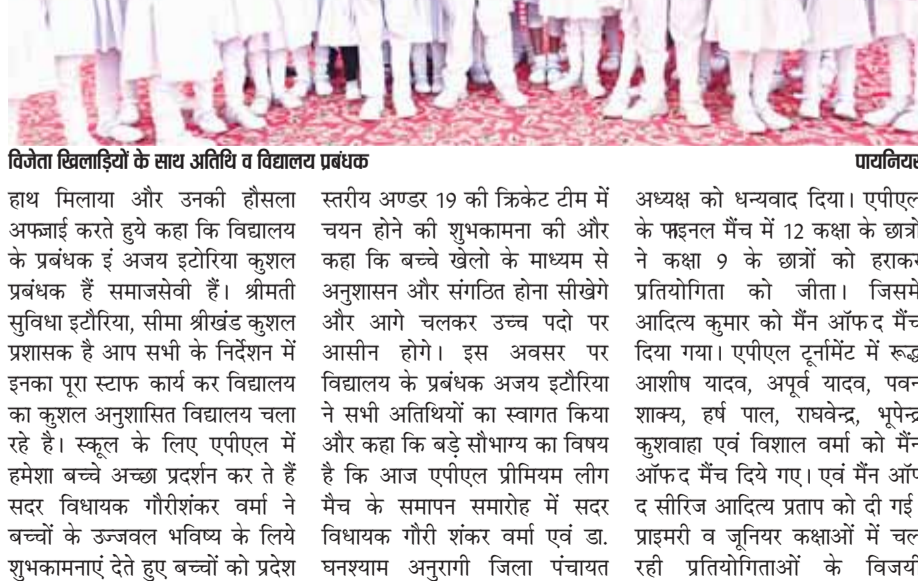 विजेता खिलाड़ियों के साथ अतिथि व विद्यालय प्रबंधक
पायनियर
हाथ मिलाया और उनकी हौसला
अफ्जाई करते हुये कहा कि विद्यालय
के प्रबंधक इं अजय इटोरिया कुशल
प्रबंधक हैं समाजसेवी हैं। श्रीमती
सुविधा इटौरिया, सीमा श्रीखंड कुशल
प्रशासक है आप सभी के निर्देशन में
इनका पूरा स्टाफ कार्य कर विद्यालय
का कुशल अनुशासित विद्यालय चला
रहे है। स्कूल के लिए एपीएल में
हमेशा बच्चे अच्छा प्रदर्शन कर ते हैं
सदर विधायक गौरीशंकर वर्मा ने
बच्चों के उज्जवल भविष्य के लिये
शुभकामनाएं देते हुए बच्चों को प्रदेश
स्तरीय अण्डर 19 की क्रिकेट टीम में
चयन होने की शुभकामना की और
कहा कि बच्चे खेलो के माध्यम से
अनुशासन और संगठित होना सीखेगे
और आगे चलकर उच्च पदो पर
आसीन होगे। इस अवसर पर
विद्यालय के प्रबंधक अजय इटौरिया
ने सभी अतिथियों का स्वागत किया
और कहा कि बड़े सौभाग्य का विषय
है कि आज एपीएल प्रीमियम लीग
मैच के समापन समारोह में सदर
विधायक गौरी शंकर वर्मा एवं डा.
घनश्याम अनुरागी जिला पंचायत
अध्यक्ष को धन्यवाद दिया। एपीएल
के फाइनल मैंच में 12 कक्षा के छात्रों
ने कक्षा 9 के छात्रों को हराकर
प्रतियोगिता को जीता। जिसमें
आदित्य कुमार को मैंन ऑफ द मैंच
दिया गया। एपीएल टूर्नामेंट में रूद्ध
आशीष यादव, अपूर्व यादव, पवन
शाक्य, हर्ष पाल, राघवेन्द्र, भूपेन्द्र
कुशवाहा एवं विशाल वर्मा को मैंन
ऑफ द मैंच दिये गए। एवं मैंन ऑफ
द सीरिज आदित्य प्रताप को दी गई
प्राइमरी व जूनियर कक्षाओं में चल
रही प्रतियोगिताओं के विजयी